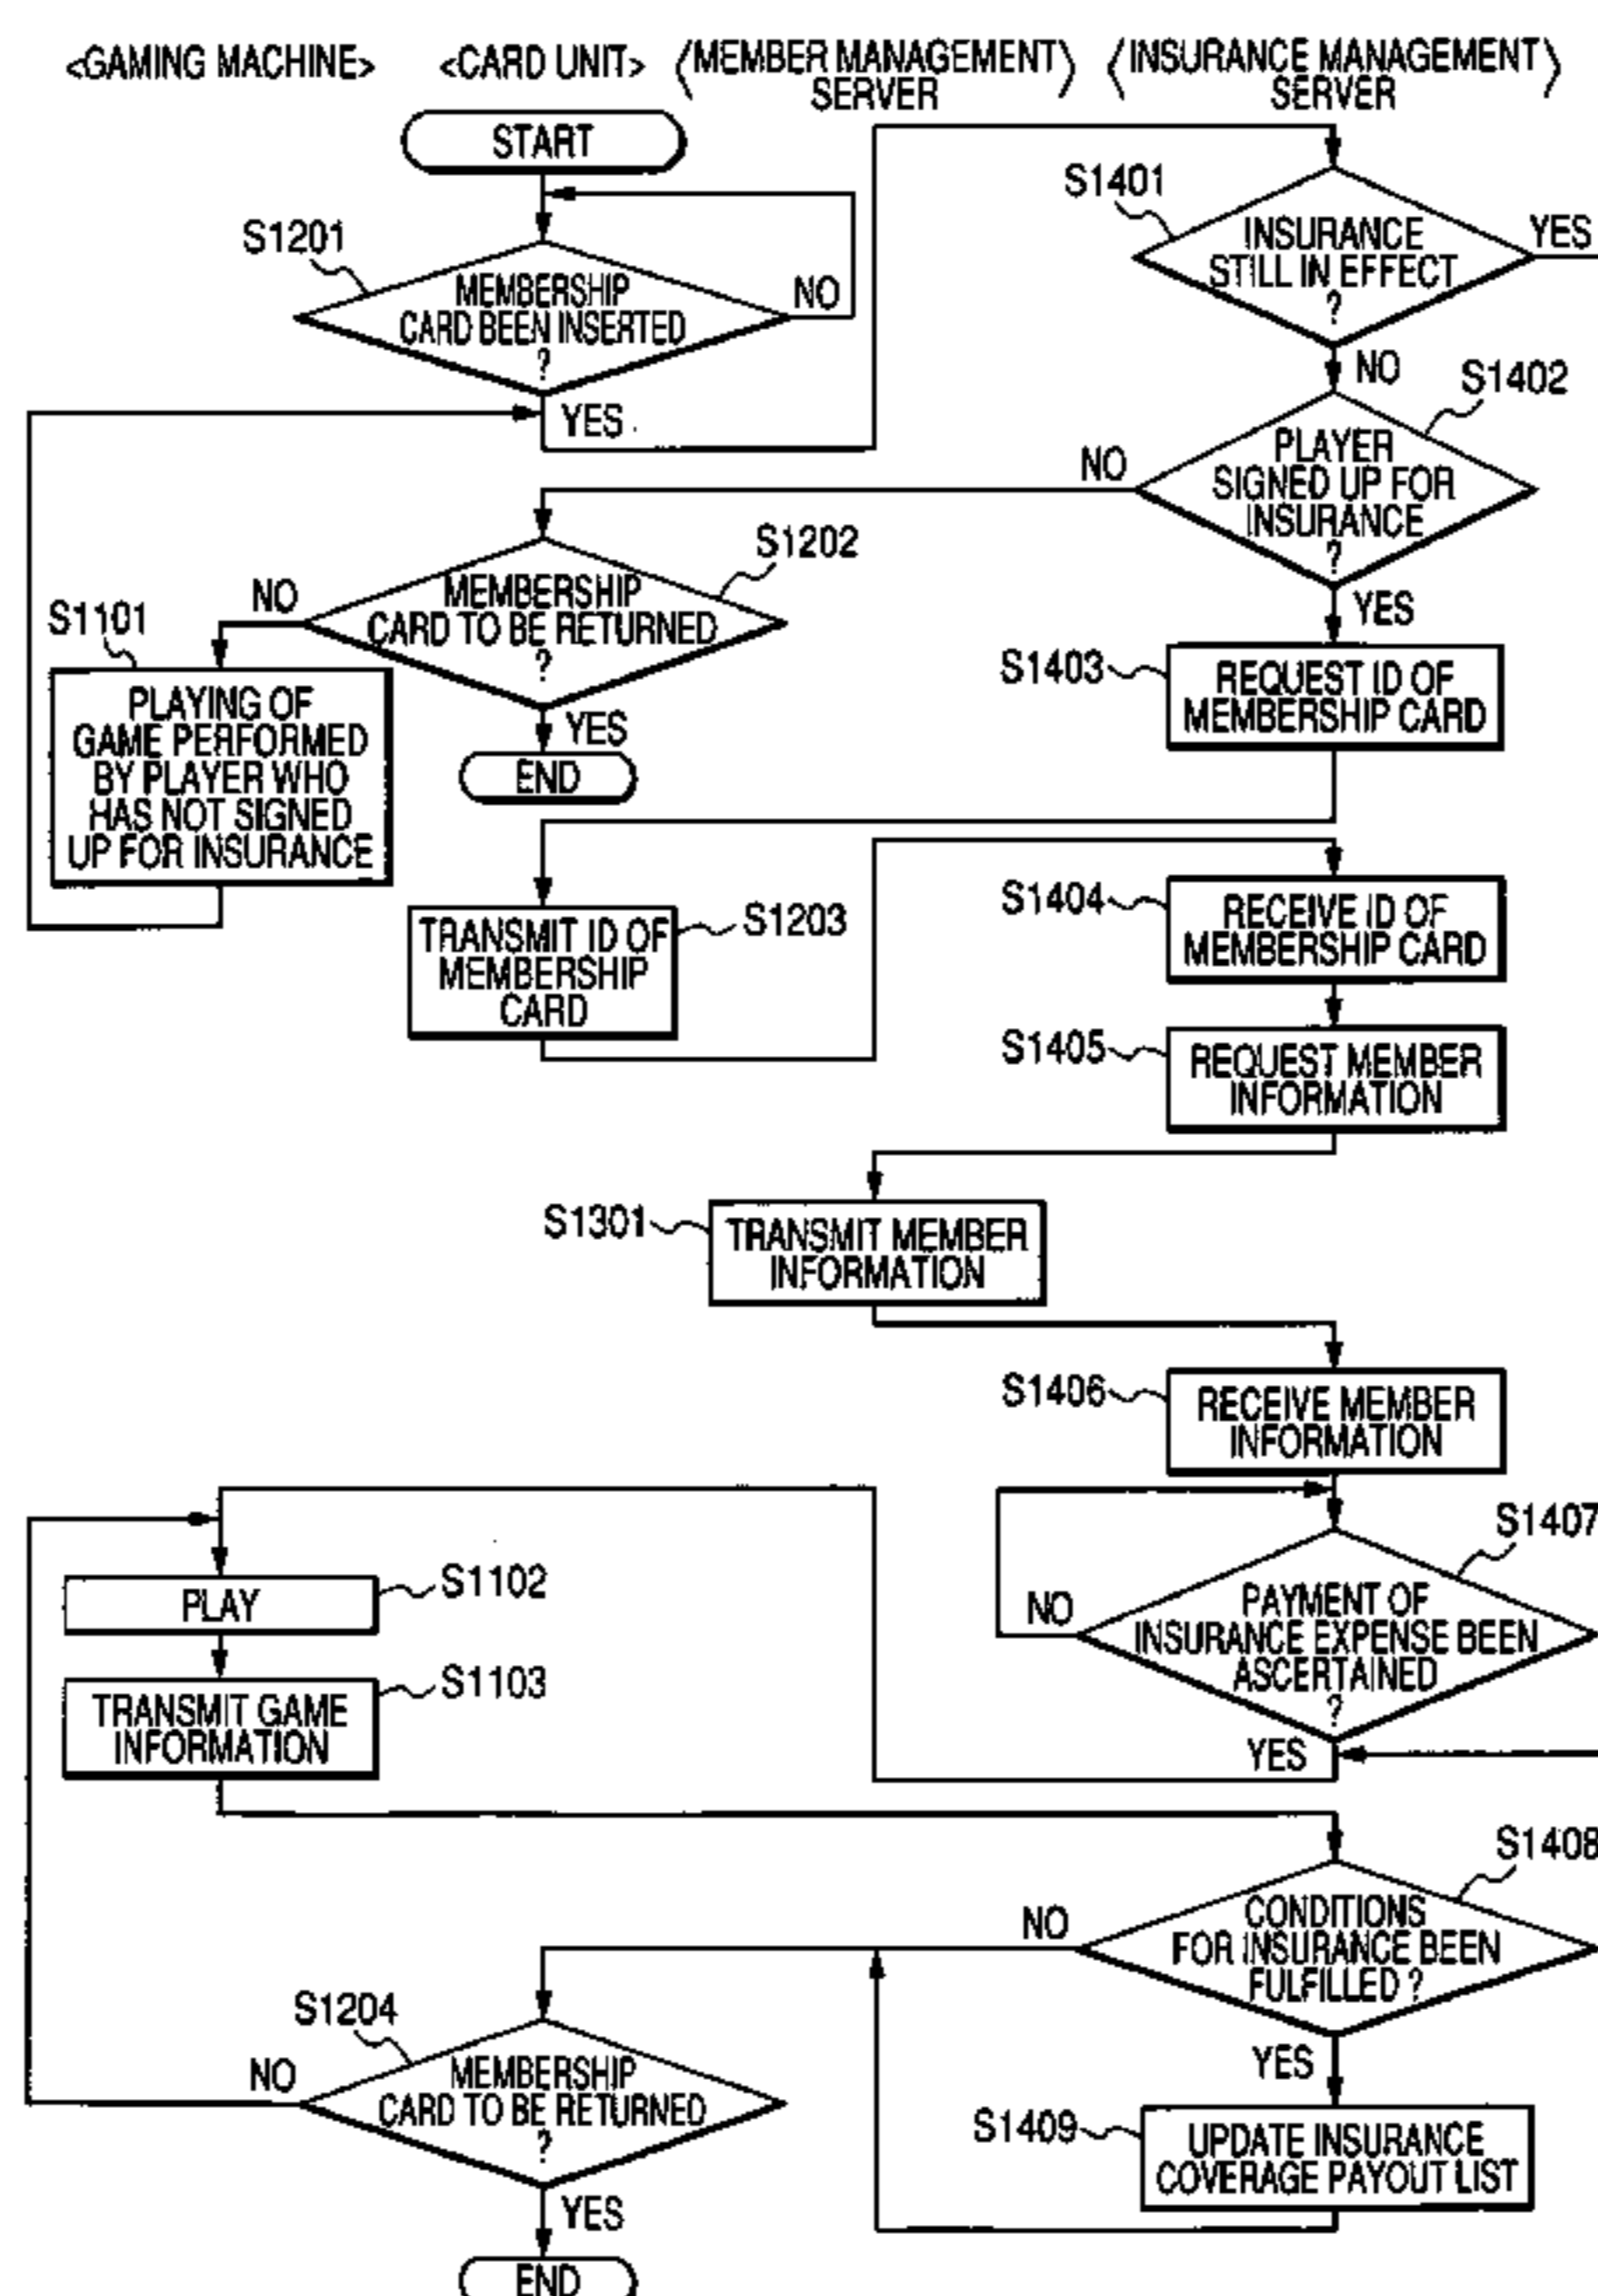 <GAMING MACHINE>
<CARD UNIT>
<MEMBER MANAGEMENT
SERVER>
<INSURANCE MANAGEMENT
SERVER>
START
S1201
MEMBERSHIP
CARD BEEN INSERTED
?
NO
YES
S1401
INSURANCE
STILL IN EFFECT
?
YES
NO
S1402
PLAYER
SIGNED UP FOR
INSURANCE
?
NO
YES
S1202
MEMBERSHIP
CARD TO BE RETURNED
?
NO
YES
END
S1101
PLAYING OF
GAME PERFORMED
BY PLAYER WHO
HAS NOT SIGNED
UP FOR INSURANCE
S1403
REQUEST ID OF
MEMBERSHIP CARD
S1203
TRANSMIT ID OF
MEMBERSHIP
CARD
S1404
RECEIVE ID OF
MEMBERSHIP CARD
S1405
REQUEST MEMBER
INFORMATION
S1301
TRANSMIT MEMBER
INFORMATION
S1406
RECEIVE MEMBER
INFORMATION
S1407
PAYMENT OF
INSURANCE EXPENSE BEEN
ASCERTAINED
?
NO
YES
S1102
PLAY
S1103
TRANSMIT GAME
INFORMATION
S1408
CONDITIONS
FOR INSURANCE BEEN
FULFILLED ?
NO
YES
S1204
MEMBERSHIP
CARD TO BE RETURNED
?
NO
YES
S1409
UPDATE INSURANCE
COVERAGE PAYOUT LIST
END